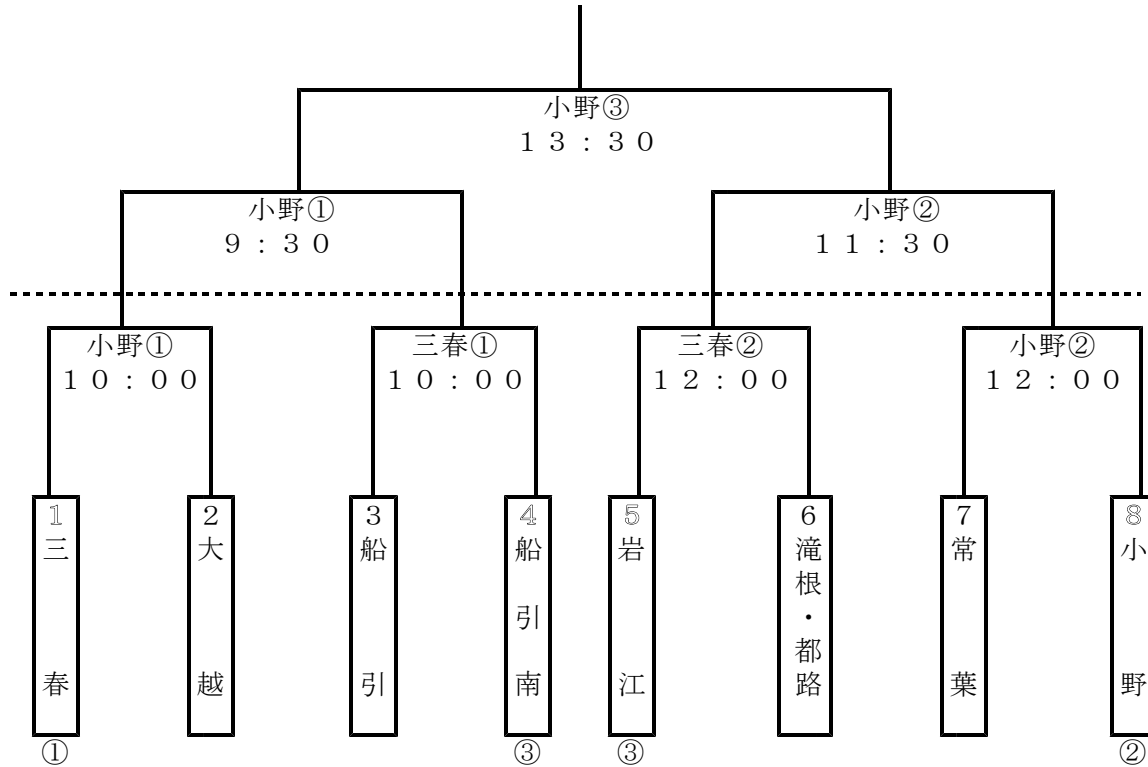 小野③
13:30
小野①
9:30
小野②
11:30
小野①
10:00
三春①
10:00
三春②
12:00
小野②
12:00
1
三春
①
2
大越
3
船引
4
船引南
③
5
岩江
③
6
滝根・都路
7
常葉
8
小野
②